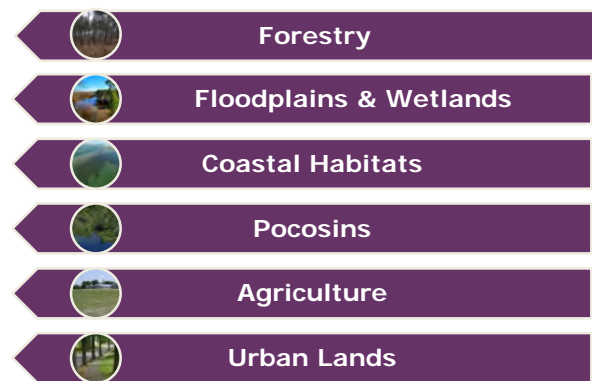 Forestry
Floodplains & Wetlands
Coastal Habitats
Pocosins
Agriculture
Urban Lands